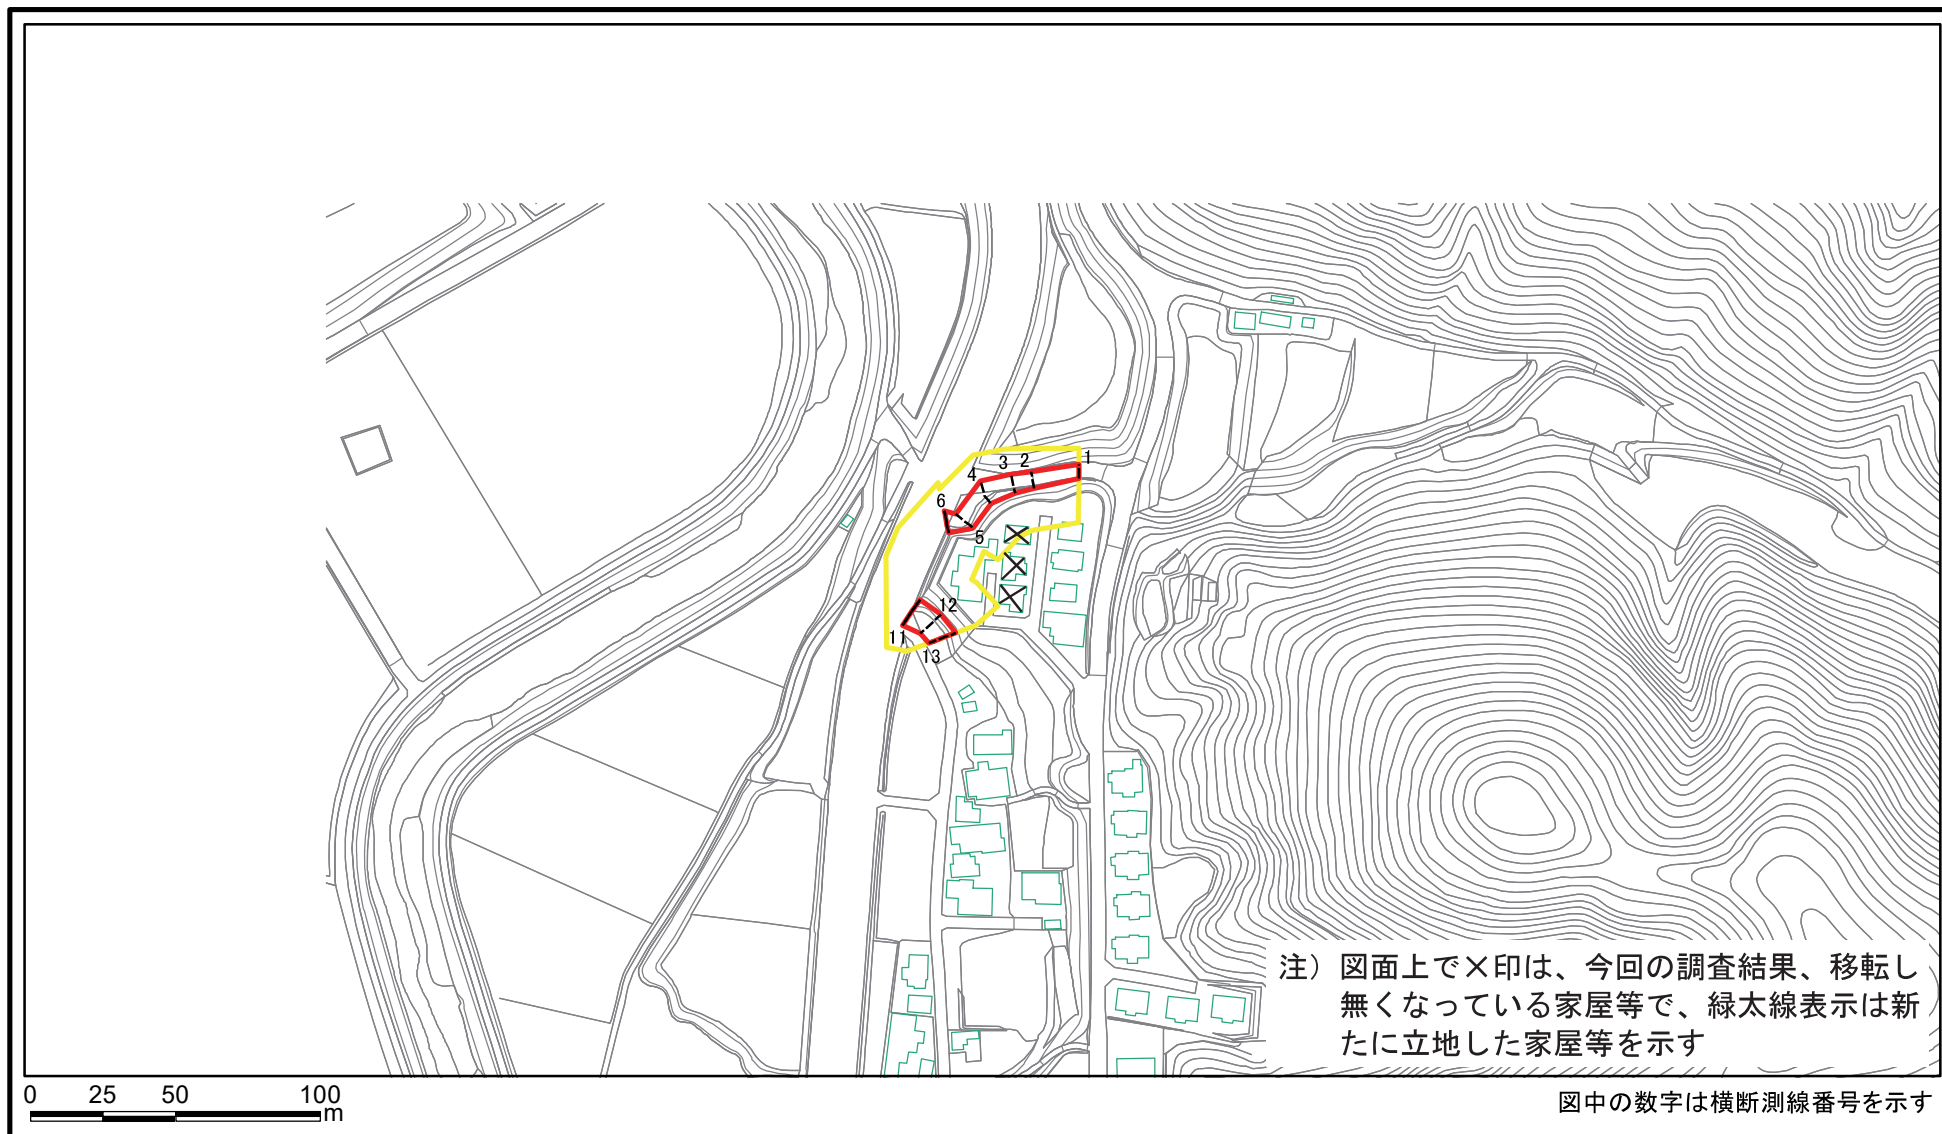 1
2
3
4
6
5
12
11
13
注）図面上で×印は、今回の調査結果、移転し
無くなっている家屋等で、緑太線表示は新
たに立地した家屋等を示す
0 25 50 100
m
図中の数字は横断測線番号を示す